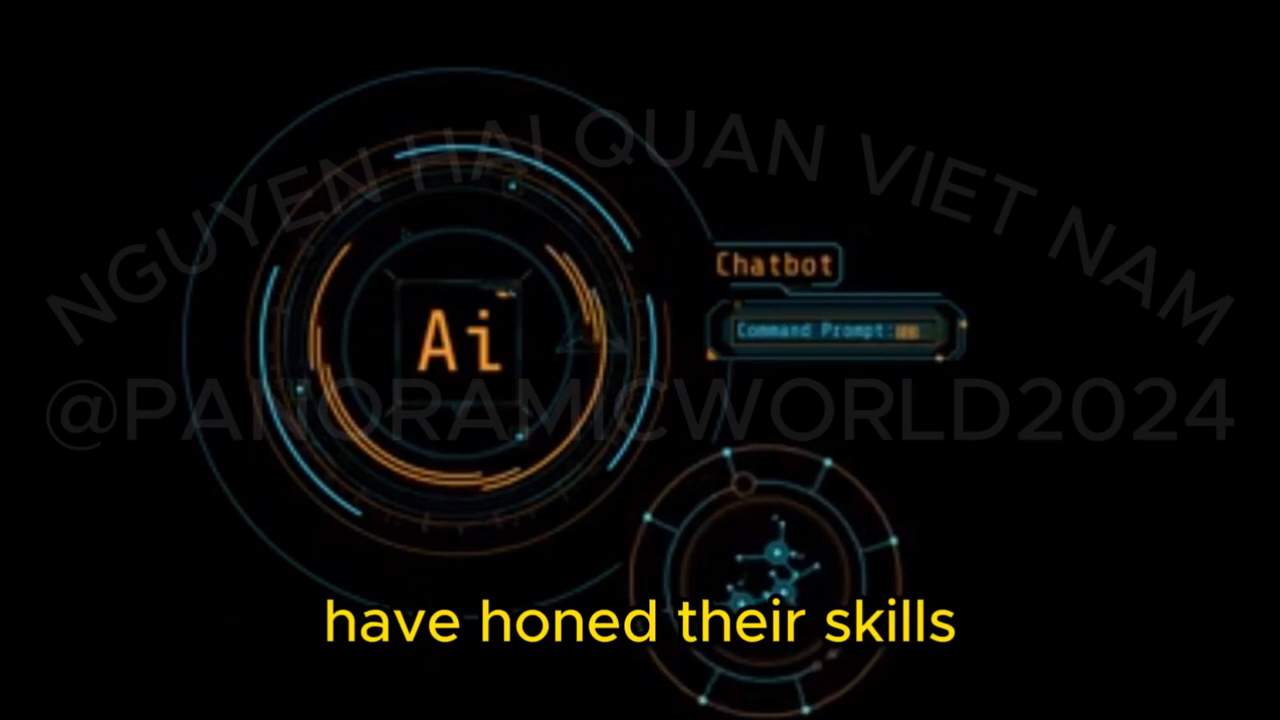 NGUYEN HAI QUAN VIET NAM
Ai
Chatbot
Command Prompt:
@PANORAMICWORLD2024
have honed their skills